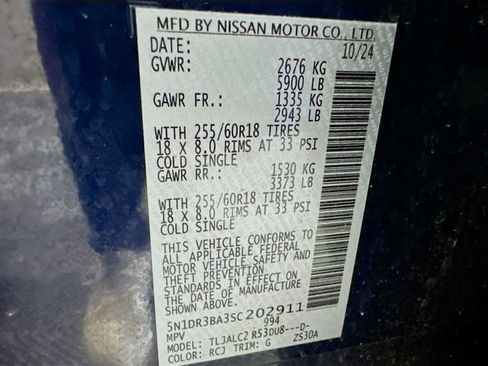 MFD BY NISSAN MOTOR CO., LTD.
DATE: 10/24
GVWR: 2676 KG
5900 LB
GAWR FR.: 1335 KG
2943 LB
WITH 255/60R18 TIRES
18 X 8.0 RIMS AT 33 PSI
COLD SINGLE
GAWR RR.: 1530 KG
3373 LB
WITH 255/60R18 TIRES
18 X 8.0 RIMS AT 33 PSI
COLD SINGLE
THIS VEHICLE CONFORMS TO
ALL APPLICABLE FEDERAL
MOTOR VEHICLE SAFETY AND
THEFT PREVENTION
STANDARDS IN EFFECT ON
THE DATE OF MANUFACTURE
SHOWN ABOVE.
5N1DR3BA3SC202911
MPV 994
MODEL: TLJALC2 R53DU8---D-
COLOR: RCJ TRIM: G ZS30A